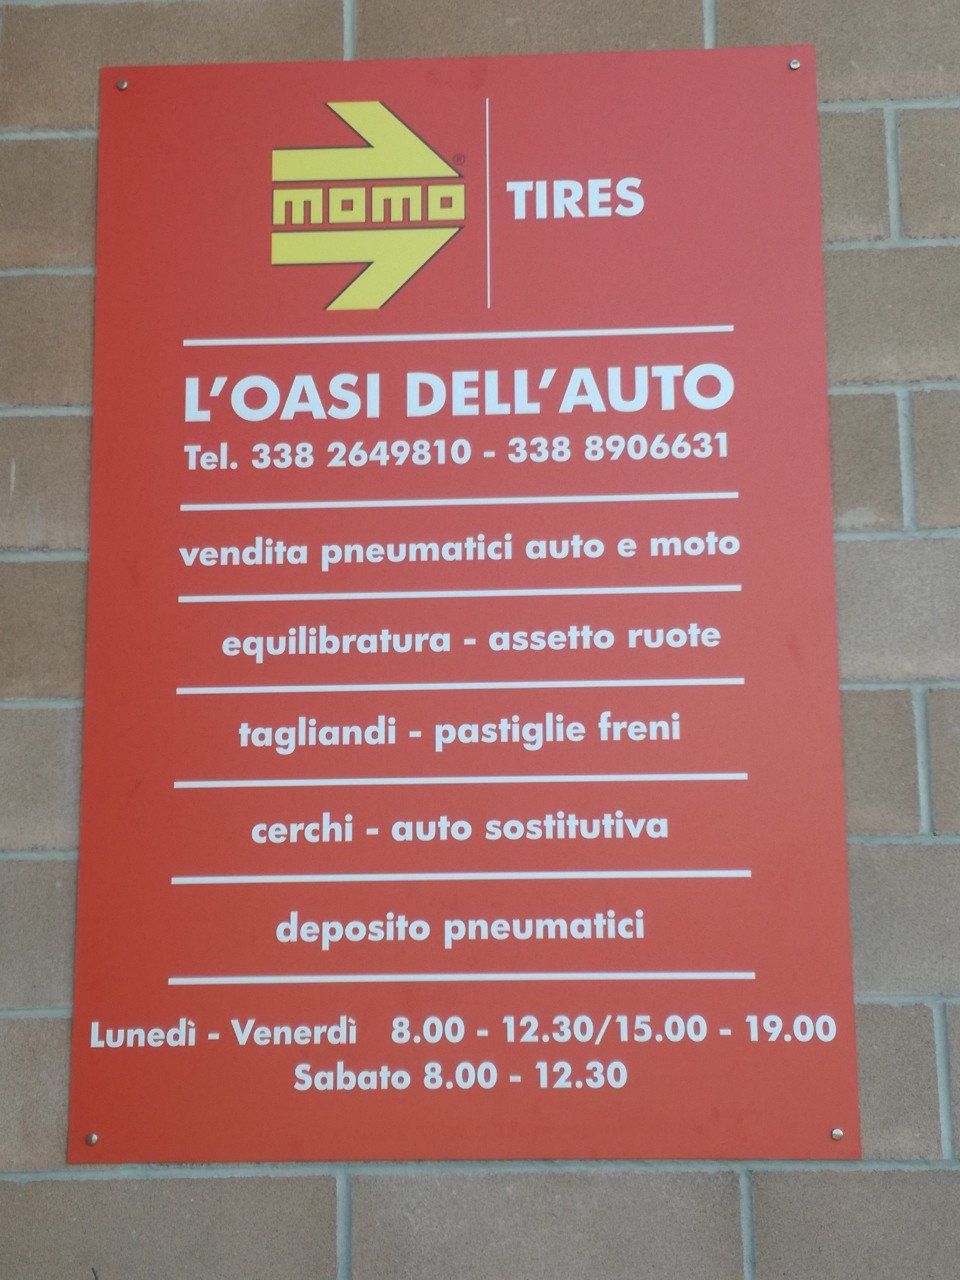 momo®
TIRES
L'OASI DELL'AUTO
Tel. 338 2649810 - 338 8906631
vendita pneumatici auto e moto
equilibratura - assetto ruote
tagliandi - pastiglie freni
cerchi - auto sostitutiva
deposito pneumatici
Lunedì - Venerdì 8.00 - 12.30/15.00 - 19.00
Sabato 8.00 - 12.30